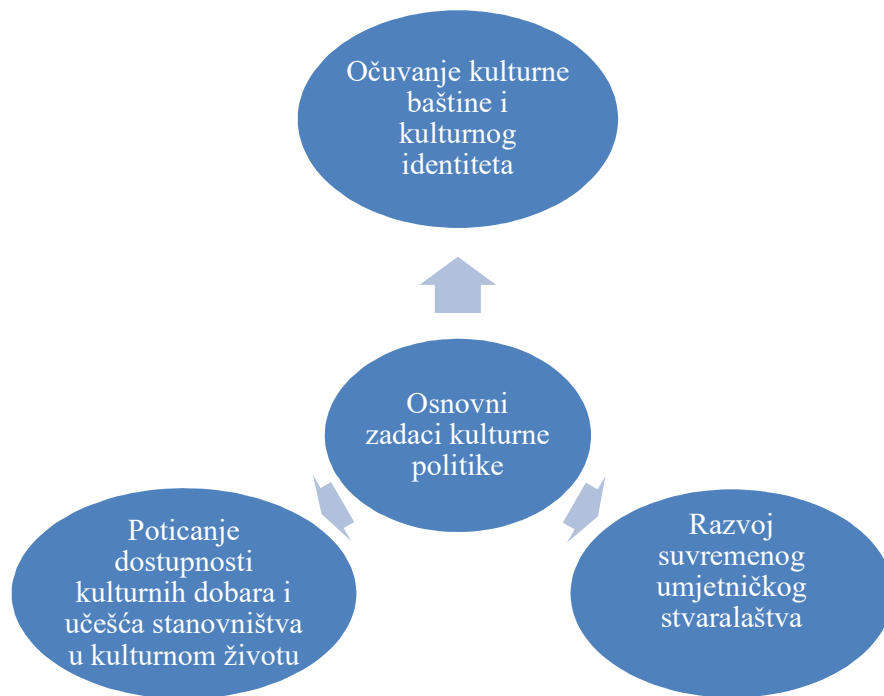 Očuvanje kulturne
baštine i
kulturnog
identiteta
Osnovni
zadaci kulturne
politike
Poticanje
dostupnosti
kulturnih dobara i
učešća stanovništva
u kulturnom životu
Razvoj
suvremenog
umjetničkog
stvaralaštva